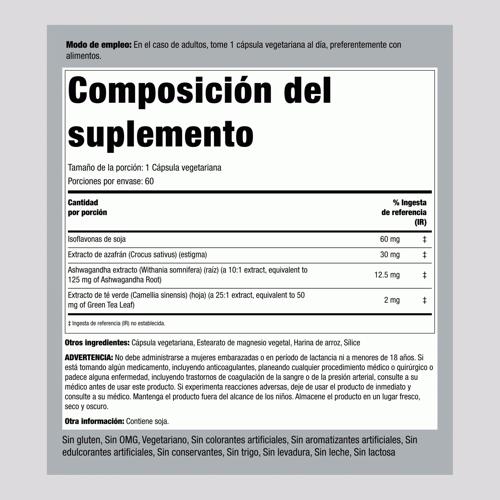 Modo de empleo: En el caso de adultos, tome 1 cápsula vegetariana al día, preferentemente con
alimentos.
Composición del
suplemento
Tamaño de la porción: 1 Cápsula vegetariana
Porciones por envase: 60
Cantidad
por porción
% Ingesta
de referencia
(IR)
Isoflavonas de soja 60 mg ‡
Extracto de azafrán (Crocus sativus) (estigma) 30 mg ‡
Ashwagandha extracto (Withania somnifera) (raíz) (a 10:1 extract, equivalent to
125 mg of Ashwagandha Root) 12.5 mg ‡
Extracto de té verde (Camellia sinensis) (hoja) (a 25:1 extract, equivalent to 50
mg of Green Tea Leaf) 2 mg ‡
‡ Ingesta de referencia (IR) no establecida.
Otros ingredientes: Cápsula vegetariana, Estearato de magnesio vegetal, Harina de arroz, Sílice
ADVERTENCIA: No debe administrarse a mujeres embarazadas o en período de lactancia ni a menores de 18 años. Si
está tomando algún medicamento, incluyendo anticoagulantes, planeando cualquier procedimiento médico o quirúrgico o
padece alguna enfermedad, incluyendo trastornos de coagulación de la sangre o de la presión arterial, consulte a su
médico antes de usar este producto. Si experimenta reacciones adversas, deje de usar el producto de inmediato y
consulte a su médico. Mantenga el producto fuera del alcance de los niños. Almacene el producto en un lugar fresco,
seco y oscuro.
Otra información: Contiene soja.
Sin gluten, Sin OMG, Vegetariano, Sin colorantes artificiales, Sin aromatizantes artificiales, Sin
edulcorantes artificiales, Sin conservantes, Sin trigo, Sin levadura, Sin leche, Sin lactosa